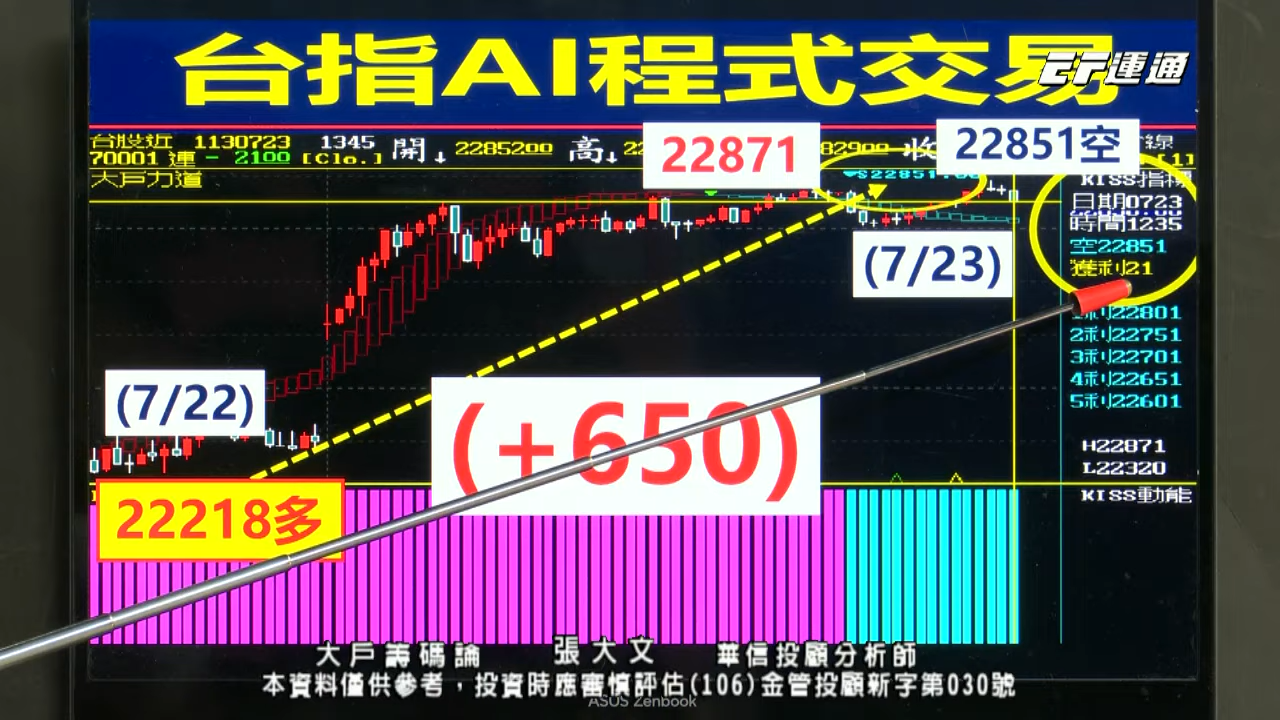 台指AI程式交易
EF運通
台股近 1130723 1345 開↓ 2285200 高↓ 收 線
70001 連 - 2100 [Clo.] [1]
22871
22851空
大戶力道
KISS指標
日期0723
時間1235
空22851
獲利21
(7/23)
1利22801
2利22751
3利22701
4利22651
5利22601
(7/22)
(+650)
H22871
L22320
KISS動能
22218多
大戶籌碼論 張大文 華信投顧分析師
本資料僅供參考，投資時應審慎評估(106)金管投顧新字第030號
ASUS Zenbook